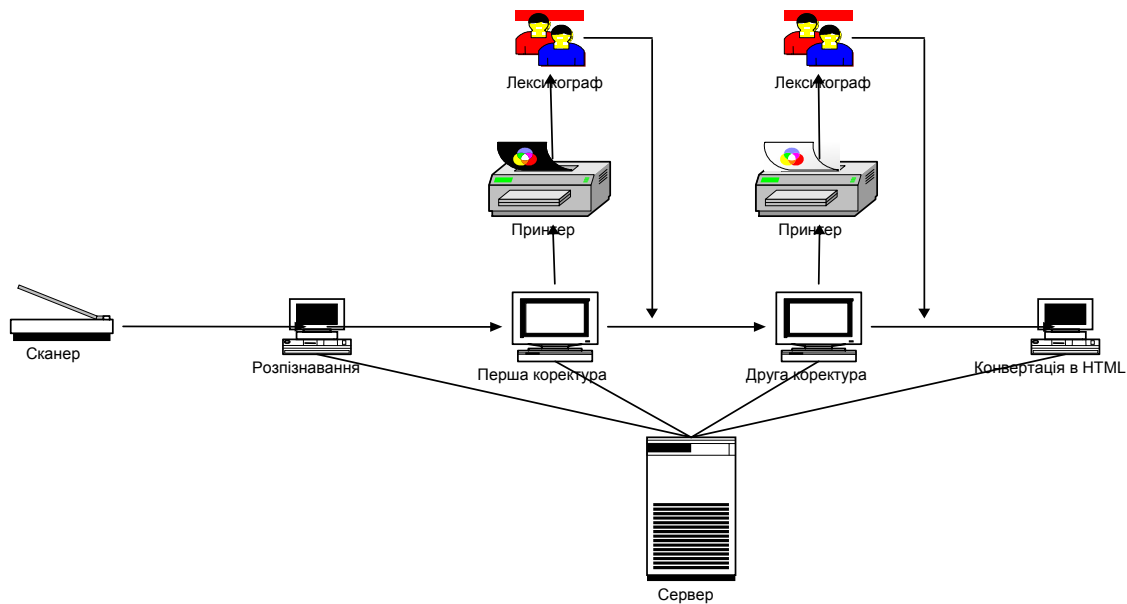 Лексикограф
Лексикограф
Принтер
Принтер
Сканер
Розпізнавання
Перша коректура
Друга коректура
Конвертація в HTML
Сервер